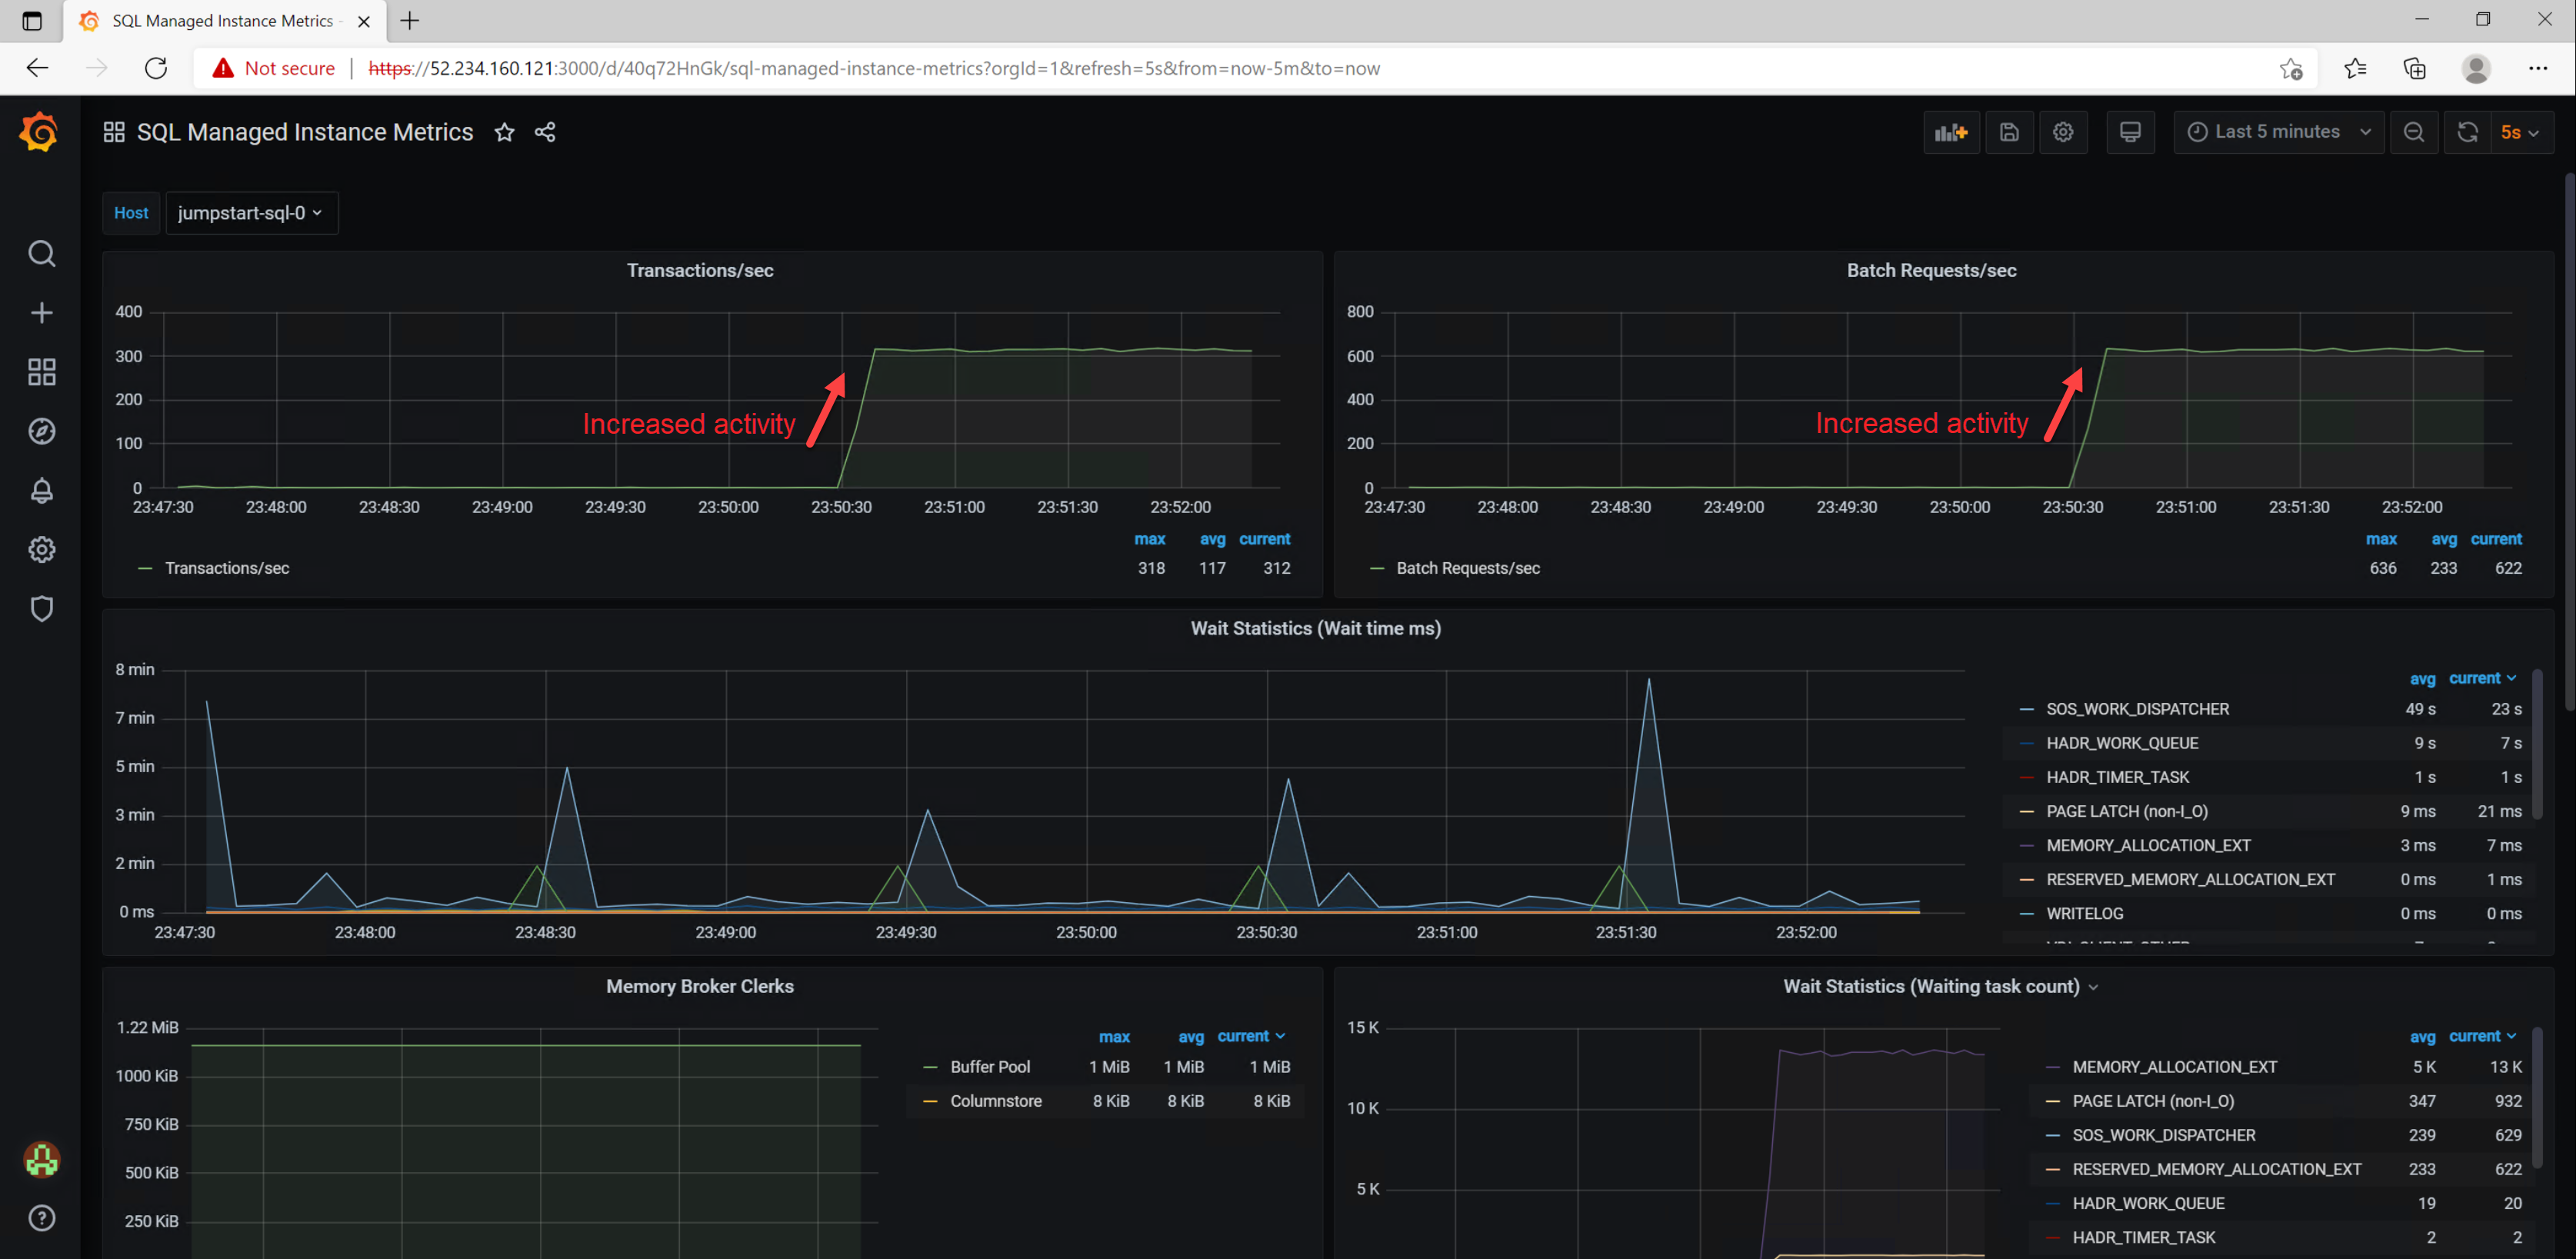 SQL Managed Instance Metrics -
Not secure | https://52.234.160.121:3000/d/40q72HnGk/sql-managed-instance-metrics?orgId=1&refresh=5s&from=now-5m&to=now
SQL Managed Instance Metrics
Last 5 minutes
5s
Host
jumpstart-sql-0
Transactions/sec
400
300
200
100
0
Increased activity
23:47:30 23:48:00 23:48:30 23:49:00 23:49:30 23:50:00 23:50:30 23:51:00 23:51:30 23:52:00
max avg current
Transactions/sec 318 117 312
Batch Requests/sec
800
600
400
200
0
Increased activity
23:47:30 23:48:00 23:48:30 23:49:00 23:49:30 23:50:00 23:50:30 23:51:00 23:51:30 23:52:00
max avg current
Batch Requests/sec 636 233 622
Wait Statistics (Wait time ms)
8 min
7 min
5 min
3 min
2 min
0 ms
23:47:30 23:48:00 23:48:30 23:49:00 23:49:30 23:50:00 23:50:30 23:51:00 23:51:30 23:52:00
avg current
SOS_WORK_DISPATCHER 49 s 23 s
HADR_WORK_QUEUE 9 s 7 s
HADR_TIMER_TASK 1 s 1 s
PAGE LATCH (non-I_O) 9 ms 21 ms
MEMORY_ALLOCATION_EXT 3 ms 7 ms
RESERVED_MEMORY_ALLOCATION_EXT 0 ms 1 ms
WRITELOG 0 ms 0 ms
Memory Broker Clerks
1.22 MiB
1000 KiB
750 KiB
500 KiB
250 KiB
max avg current
Buffer Pool 1 MiB 1 MiB 1 MiB
Columnstore 8 KiB 8 KiB 8 KiB
Wait Statistics (Waiting task count)
15 K
10 K
5 K
avg current
MEMORY_ALLOCATION_EXT 5 K 13 K
PAGE LATCH (non-I_O) 347 932
SOS_WORK_DISPATCHER 239 629
RESERVED_MEMORY_ALLOCATION_EXT 233 622
HADR_WORK_QUEUE 19 20
HADR_TIMER_TASK 2 2